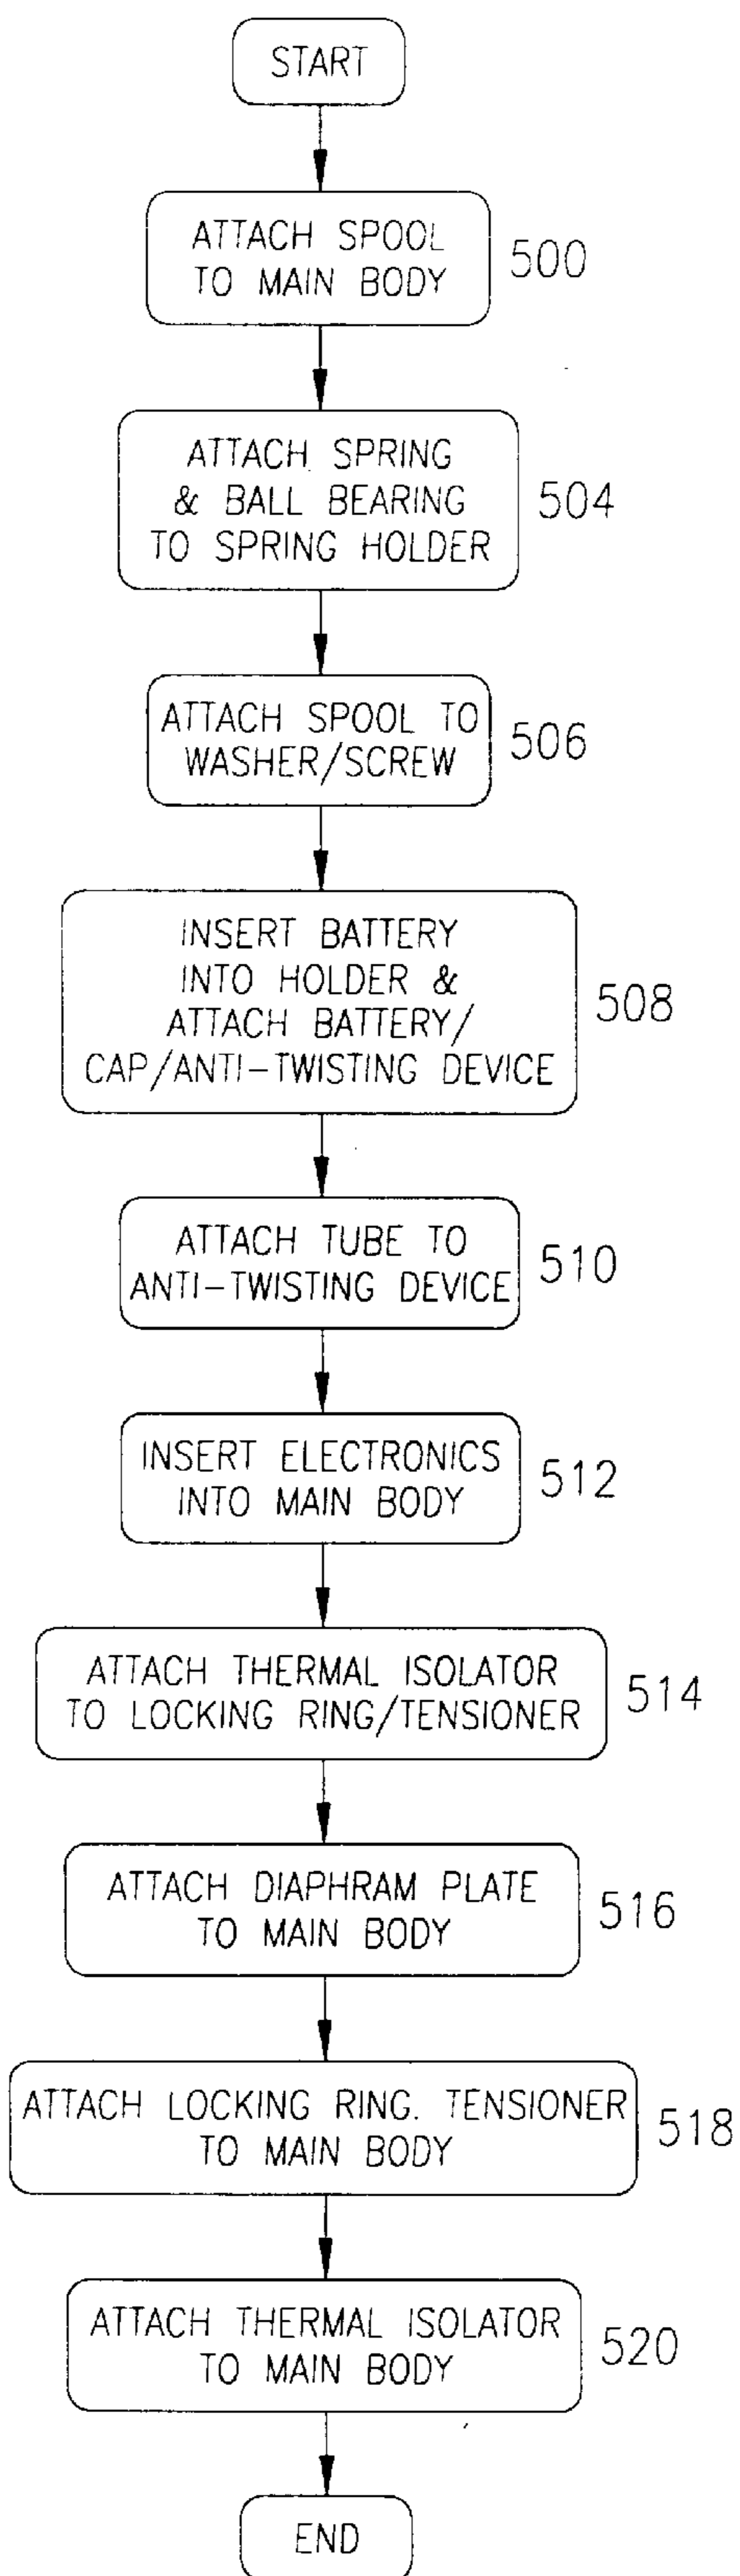 START
ATTACH SPOOL
TO MAIN BODY
500
ATTACH SPRING
& BALL BEARING
TO SPRING HOLDER
504
ATTACH SPOOL TO
WASHER/SCREW
506
INSERT BATTERY
INTO HOLDER &
ATTACH BATTERY/
CAP/ANTI-TWISTING DEVICE
508
ATTACH TUBE TO
ANTI-TWISTING DEVICE
510
INSERT ELECTRONICS
INTO MAIN BODY
512
ATTACH THERMAL ISOLATOR
TO LOCKING RING/TENSIONER
514
ATTACH DIAPHRAM PLATE
TO MAIN BODY
516
ATTACH LOCKING RING. TENSIONER
TO MAIN BODY
518
ATTACH THERMAL ISOLATOR
TO MAIN BODY
520
END